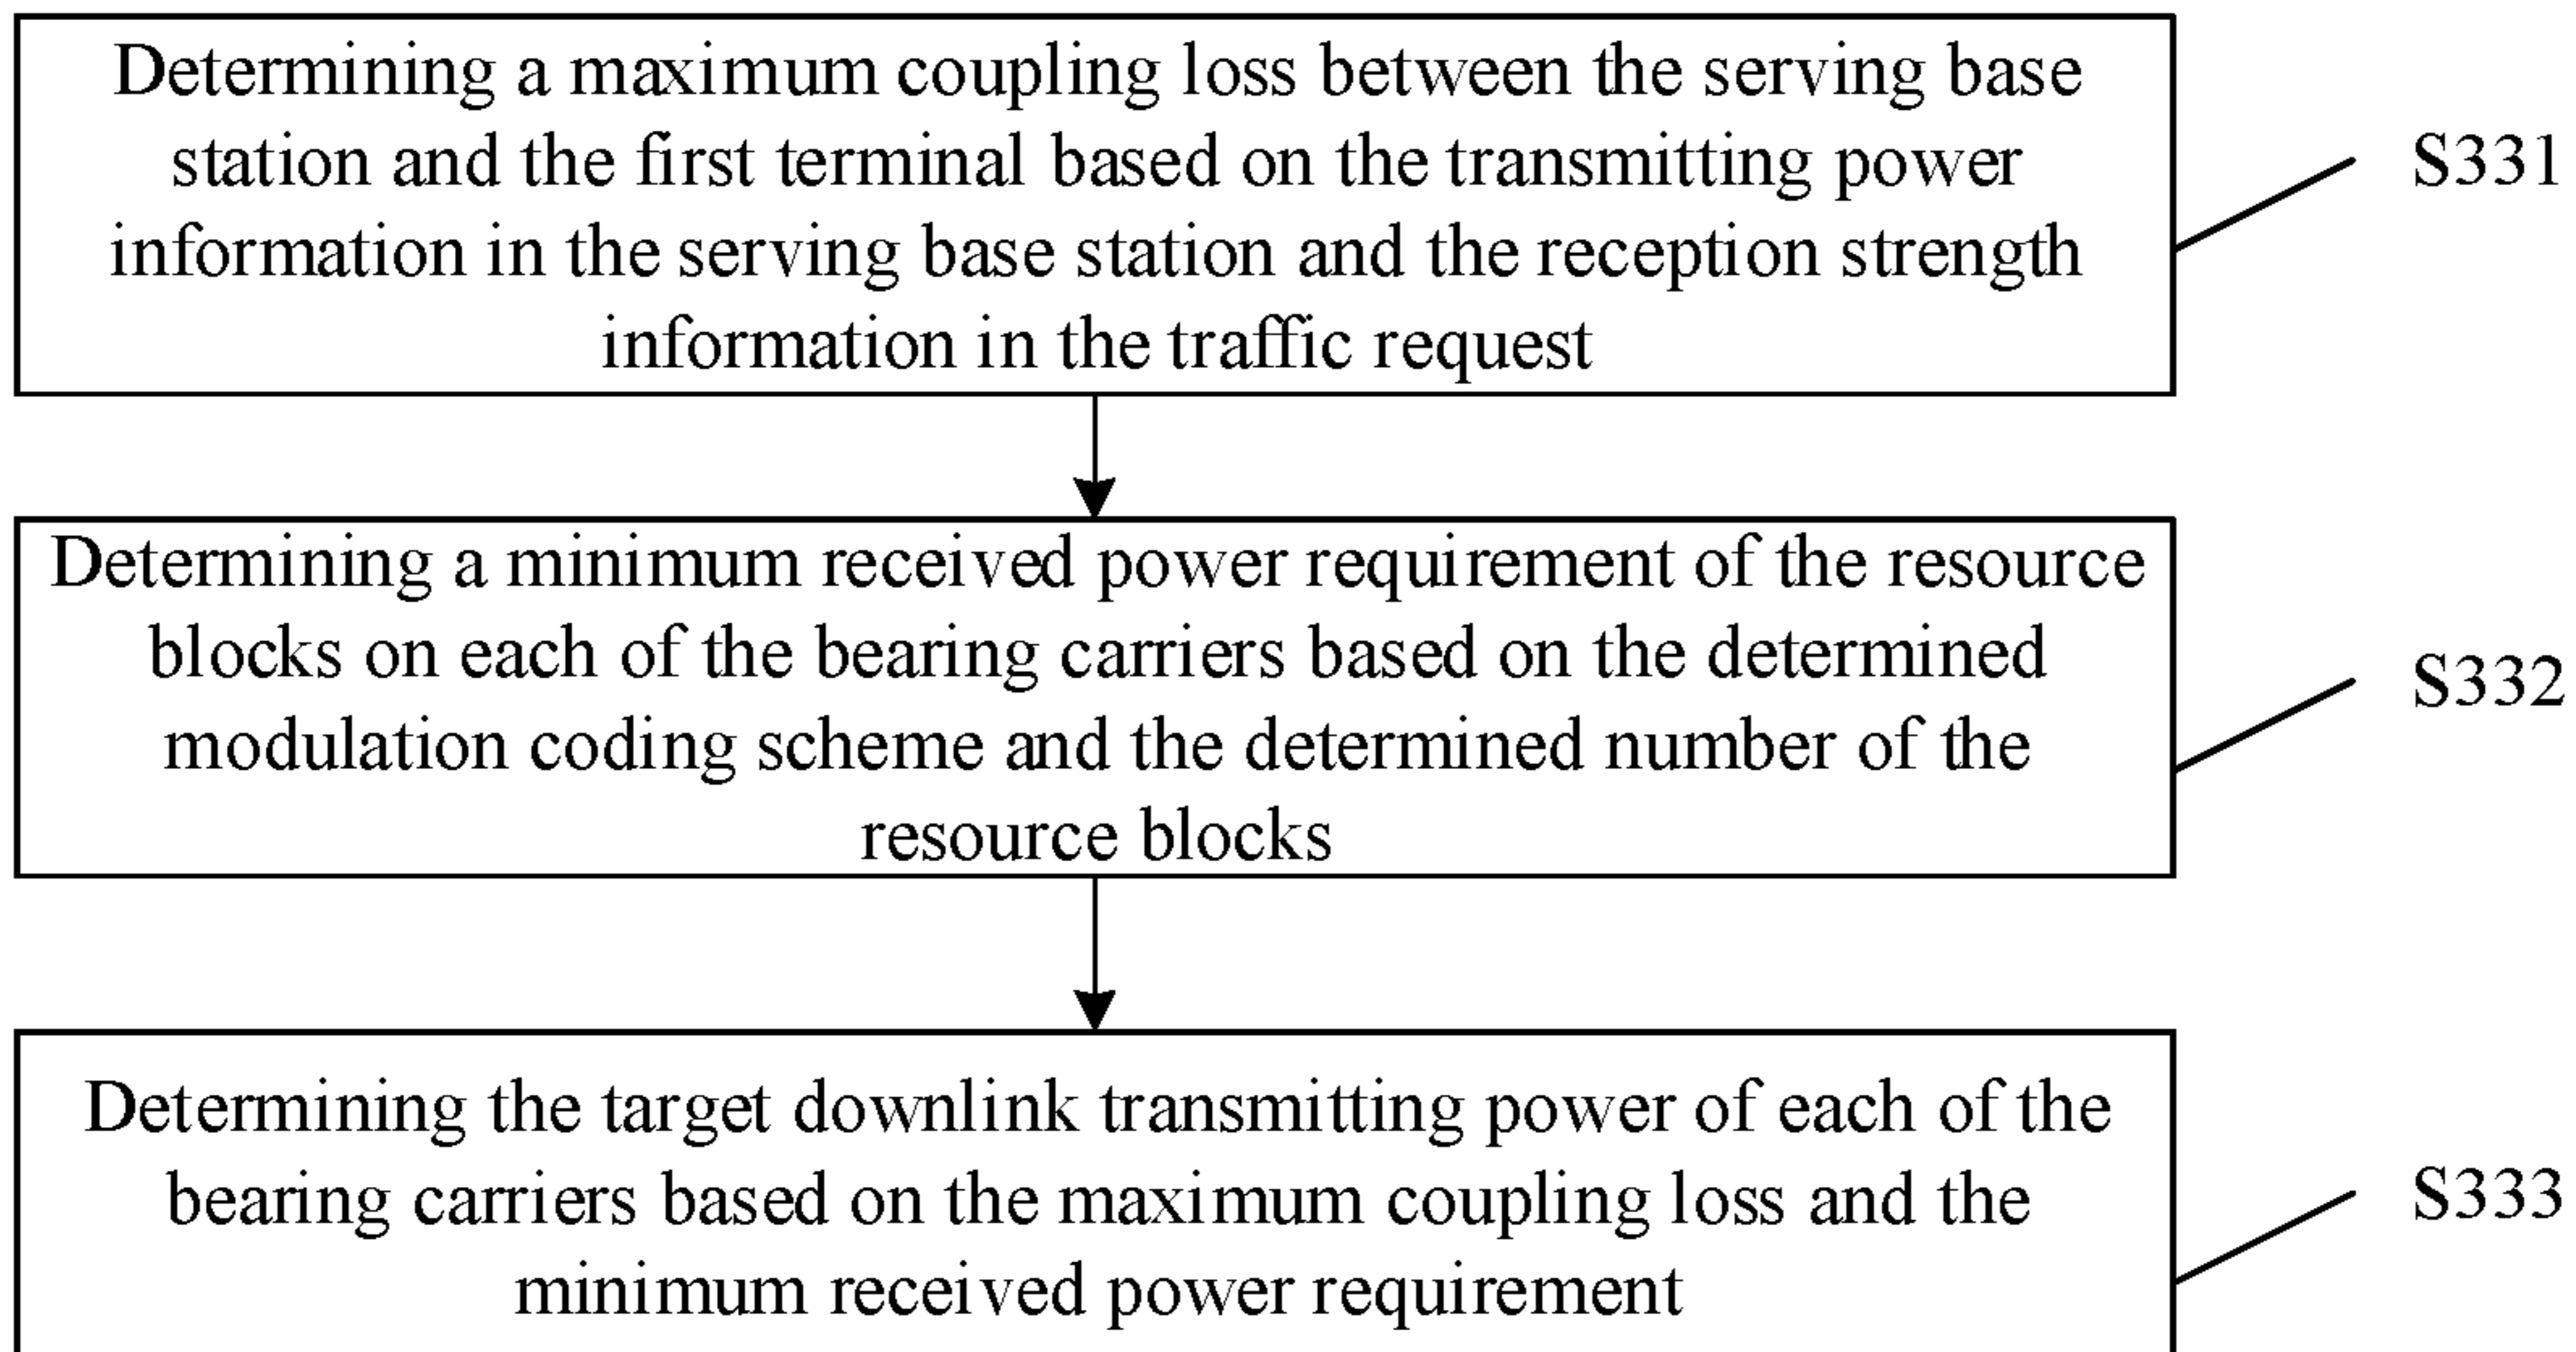 Determining a maximum coupling loss between the serving base
station and the first terminal based on the transmitting power
information in the serving base station and the reception strength
information in the traffic request
S331
Determining a minimum received power requirement of the resource
blocks on each of the bearing carriers based on the determined
modulation coding scheme and the determined number of the
resource blocks
S332
Determining the target downlink transmitting power of each of the
bearing carriers based on the maximum coupling loss and the
minimum received power requirement
S333